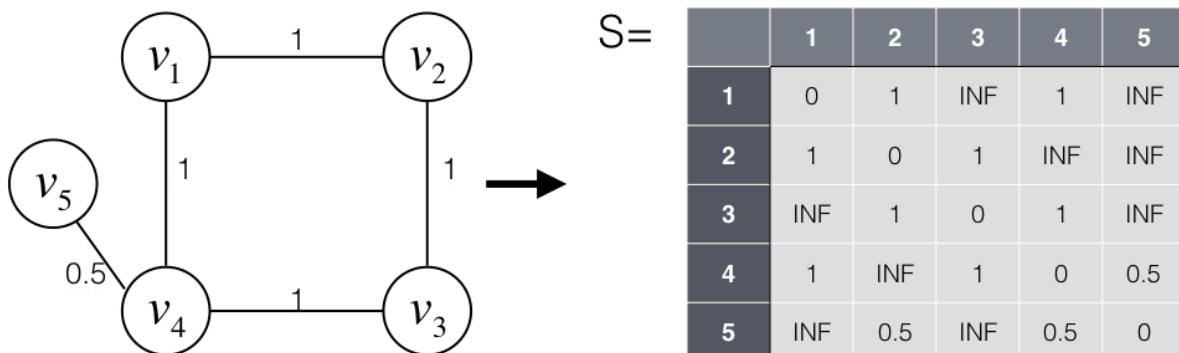 v1
1
v2
1
1
v5
0.5
v4
1
v3
S=
1 2 3 4 5
1 0 1 INF 1 INF
2 1 0 1 INF INF
3 INF 1 0 1 INF
4 1 INF 1 0 0.5
5 INF 0.5 INF 0.5 0